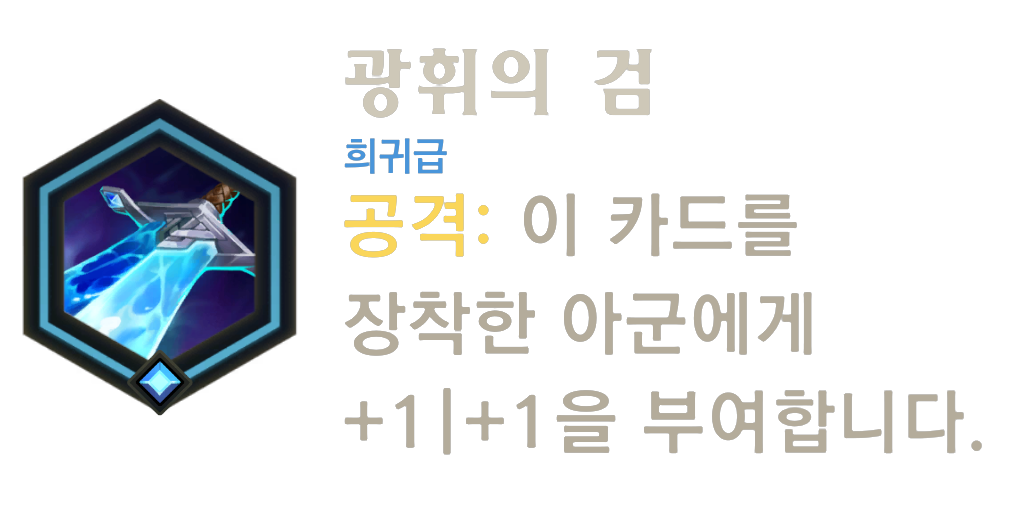 광휘의 검
희귀급
공격: 이 카드를
장착한 아군에게
+1|+1을 부여합니다.